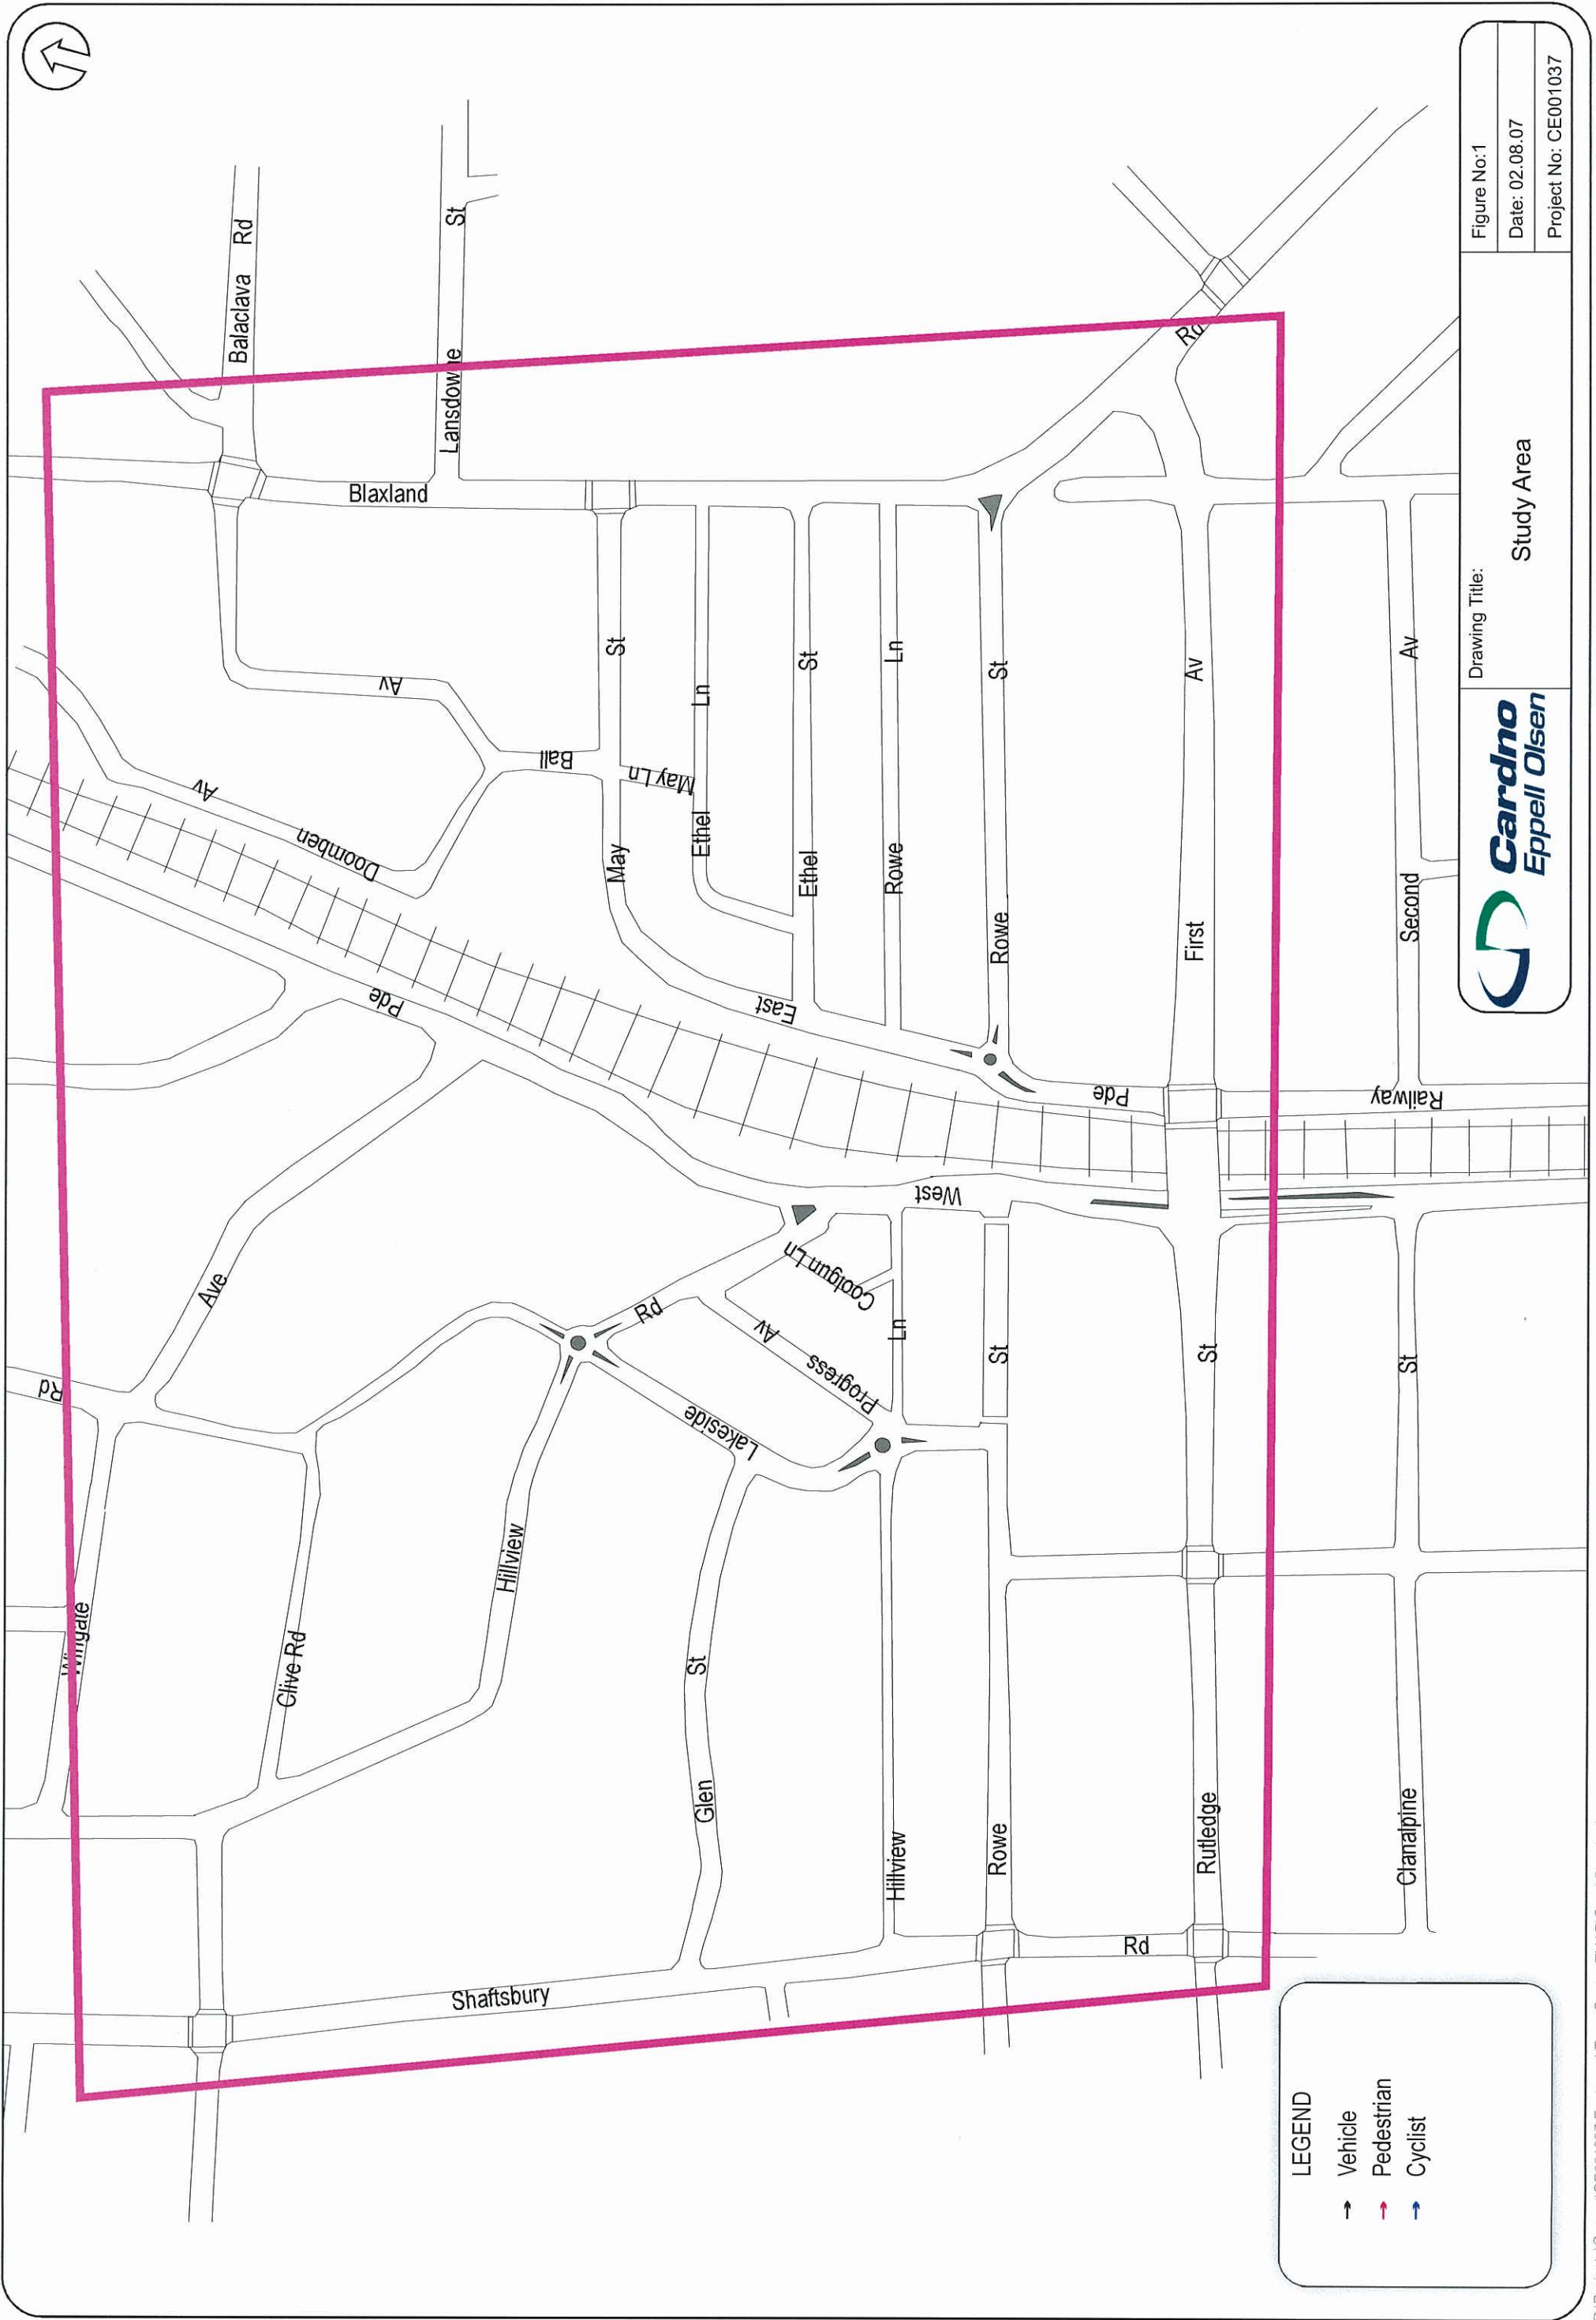 Shaftsbury
Rd
Wingate
Rd
Clive Rd
Ave
Hillview
Glen
St
Lakeside
Rd
Progress
Av
Coolgun Ln
Hillview
Ln
Rowe
St
Rutledge
St
Clanalpine
St
West
Pde
East
Pde
Railway
Doomben
Av
Ball
Av
May
St
May Ln
Ethel
Ln
Ethel
St
Rowe
Ln
Rowe
St
First
Av
Second
Av
Blaxland
Rd
Balaclava Rd
Lansdowne St
LEGEND
Vehicle
Pedestrian
Cyclist
Cardno
Eppell Olsen
Drawing Title:
Study Area
Figure No:1
Date: 02.08.07
Project No: CE001037